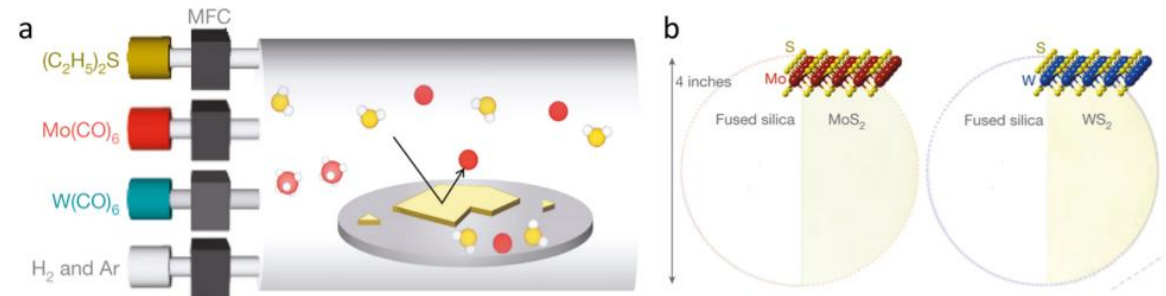 a
MFC
(C₂H₅)₂S
Mo(CO)₆
W(CO)₆
H₂ and Ar
b
4 inches
S
Mo
Fused silica
MoS₂
S
W
Fused silica
WS₂